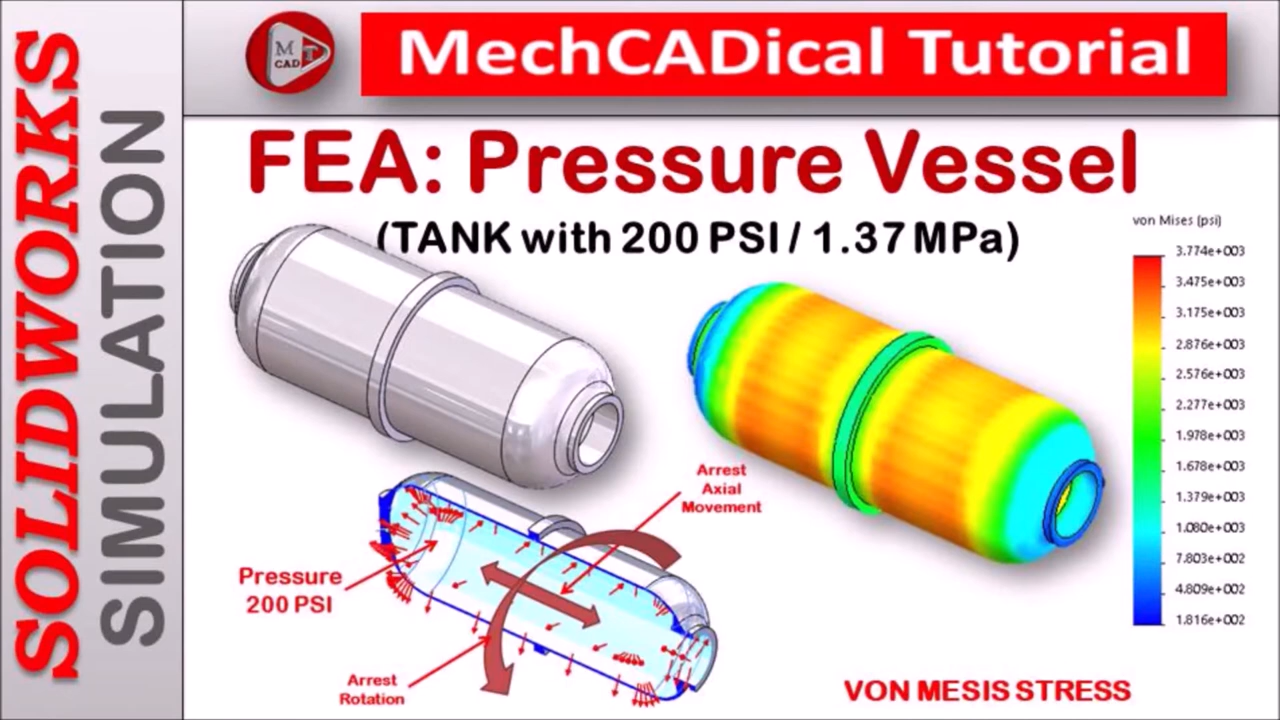 SOLIDWORKS
SIMULATION
M T
CAD
MechCADical Tutorial
FEA: Pressure Vessel
(TANK with 200 PSI / 1.37 MPa)
von Mises (psi)
3.774e+003
3.475e+003
3.175e+003
2.876e+003
2.576e+003
2.277e+003
1.978e+003
1.678e+003
1.379e+003
1.080e+003
7.803e+002
4.809e+002
1.816e+002
Arrest
Axial
Movement
Pressure
200 PSI
Arrest
Rotation
VON MESIS STRESS